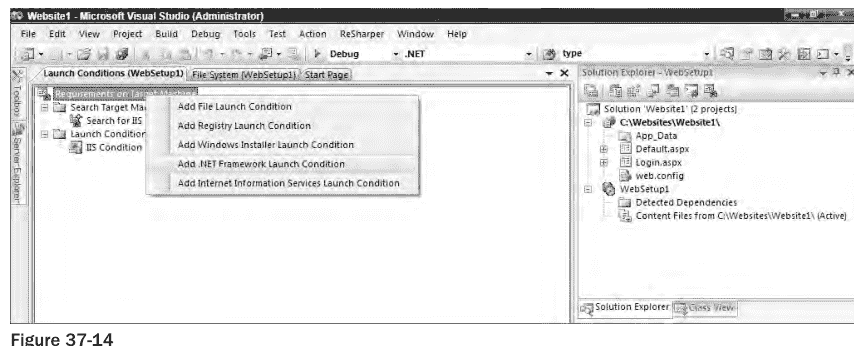 Website1 - Microsoft Visual Studio (Administrator)
File Edit View Project Build Debug Tools Test Action ReSharper Window Help
Debug .NET type
Launch Conditions (WebSetup1) File System (WebSetup1) Start Page
Solution Explorer - WebSetup1
Toolbox
Server Explorer
Requirements on Target Machine
Search Target Ma
Search for IIS
Launch Condition
IIS Condition
Add File Launch Condition
Add Registry Launch Condition
Add Windows Installer Launch Condition
Add .NET Framework Launch Condition
Add Internet Information Services Launch Condition
Solution 'Website1' (2 projects)
C:\Websites\Website1\
App_Data
Default.aspx
Login.aspx
web.config
WebSetup1
Detected Dependencies
Content Files from C:\Websites\Website1\ (Active)
Solution Explorer Class View
Figure 37-14